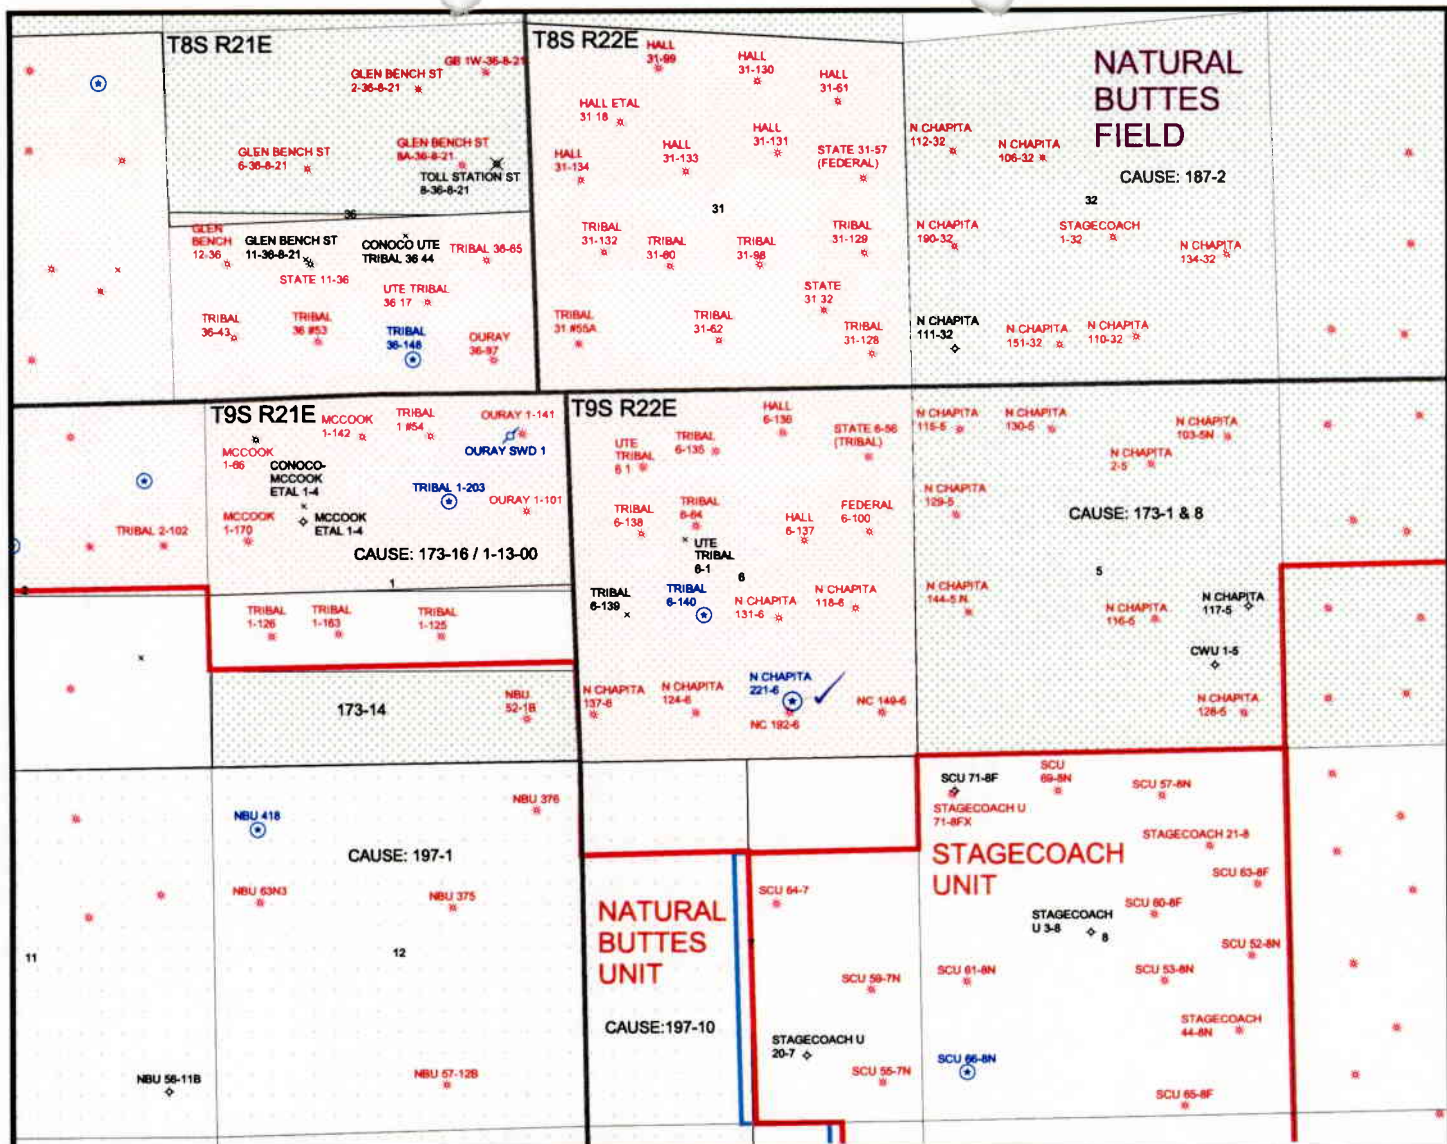 T8S R21E
GB 1W-36-8-21
GLEN BENCH ST
2-36-8-21
GLEN BENCH ST
6-36-8-21
GLEN BENCH ST
8A-36-8-21
TOLL STATION ST
8-36-8-21
36
GLEN
BENCH
12-36
GLEN BENCH ST
11-36-8-21
STATE 11-36
CONOCO UTE
TRIBAL 36 44
TRIBAL 36-65
UTE TRIBAL
36 17
TRIBAL
36-43
TRIBAL
36 #53
TRIBAL
36-148
OURAY
36-97
T8S R22E
HALL
31-99
HALL
31-130
HALL
31-61
HALL ETAL
31 18
HALL
31-131
HALL
31-134
HALL
31-133
STATE 31-57
(FEDERAL)
31
TRIBAL
31-132
TRIBAL
31-60
TRIBAL
31-98
TRIBAL
31-129
STATE
31 32
TRIBAL
31 #55A
TRIBAL
31-62
TRIBAL
31-128
NATURAL
BUTTES
FIELD
CAUSE: 187-2
N CHAPITA
112-32
N CHAPITA
106-32
32
N CHAPITA
190-32
STAGECOACH
1-32
N CHAPITA
134-32
N CHAPITA
111-32
N CHAPITA
151-32
N CHAPITA
110-32
T9S R21E
MCCOOK
1-142
TRIBAL
1 #54
OURAY 1-141
OURAY SWD 1
MCCOOK
1-66
CONOCO-
MCCOOK
ETAL 1-4
TRIBAL 1-203
OURAY 1-101
MCCOOK
1-170
MCCOOK
ETAL 1-4
TRIBAL 2-102
CAUSE: 173-16 / 1-13-00
2
1
TRIBAL
1-126
TRIBAL
1-163
TRIBAL
1-125
173-14
NBU
52-1B
T9S R22E
HALL
6-136
UTE
TRIBAL
6 1
TRIBAL
6-135
STATE 6-56
(TRIBAL)
TRIBAL
6-138
TRIBAL
6-64
HALL
6-137
FEDERAL
6-100
UTE
TRIBAL
6-1
6
TRIBAL
6-139
TRIBAL
6-140
N CHAPITA
131-6
N CHAPITA
118-6
N CHAPITA
137-6
N CHAPITA
124-6
N CHAPITA
221-6
NC 192-6
NC 149-6
N CHAPITA
115-5
N CHAPITA
130-5
N CHAPITA
103-5N
N CHAPITA
2-5
N CHAPITA
129-5
CAUSE: 173-1 & 8
5
N CHAPITA
144-5 N
N CHAPITA
116-5
N CHAPITA
117-5
CWU 1-5
N CHAPITA
128-5
NBU 376
NBU 418
CAUSE: 197-1
NBU 63N3
NBU 375
11
12
NBU 56-11B
NBU 57-12B
NATURAL
BUTTES
UNIT
CAUSE:197-10
SCU 64-7
7
SCU 59-7N
STAGECOACH U
20-7
SCU 55-7N
SCU 71-8F
STAGECOACH U
71-8FX
SCU
69-8N
SCU 57-8N
STAGECOACH
UNIT
STAGECOACH 21-8
SCU 63-8F
STAGECOACH
U 3-8
8
SCU 60-8F
SCU 52-8N
SCU 61-8N
SCU 53-8N
STAGECOACH
44-8N
SCU 66-8N
SCU 65-8F